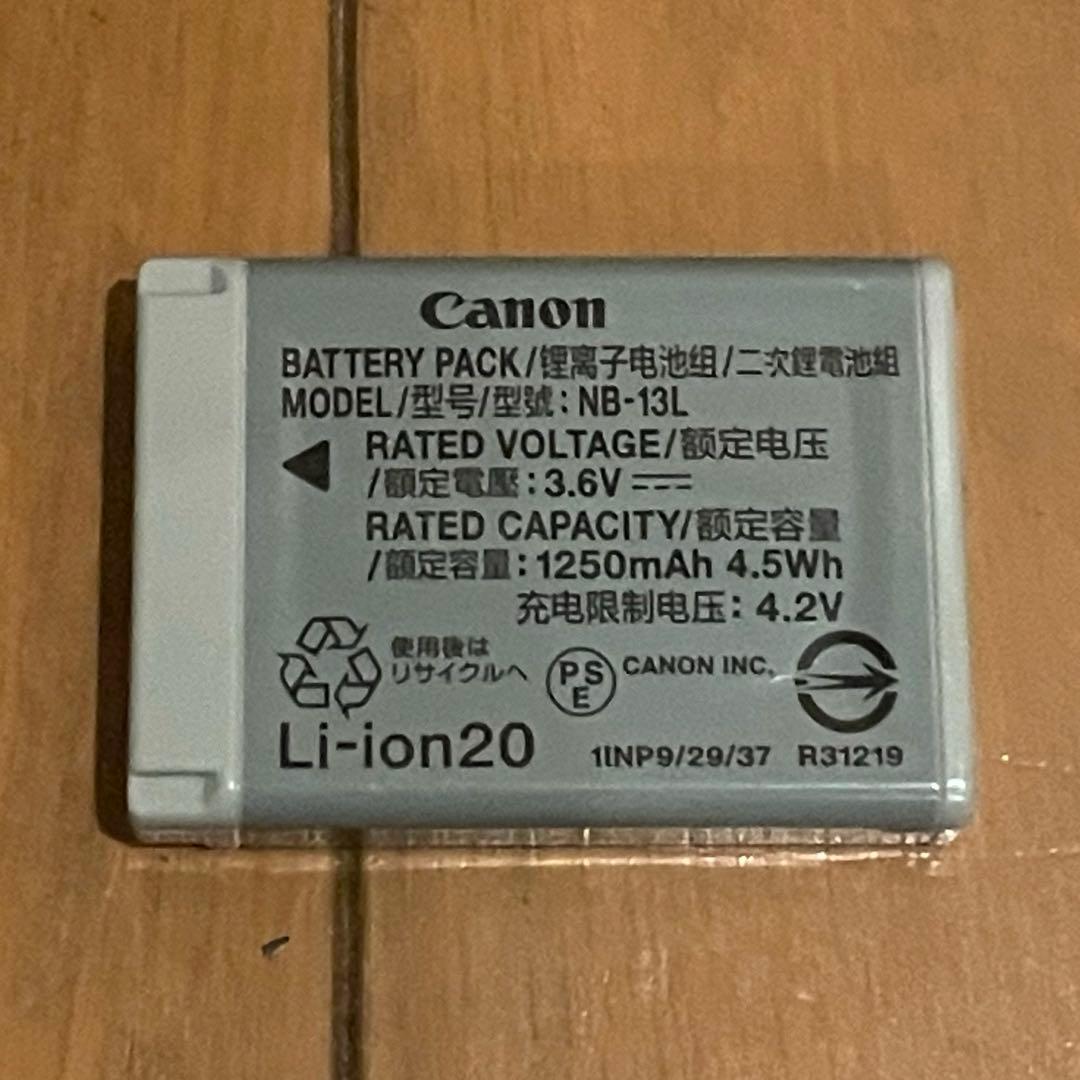 Canon
BATTERY PACK/锂离子电池组/二次鋰電池組
MODEL/型号/型號:NB-13L
RATED VOLTAGE/额定电压
/額定電壓:3.6V
RATED CAPACITY/额定容量
/額定容量:1250mAh 4.5Wh
充电限制电压:4.2V
使用後は
リサイクルへ
PS
E
CANON INC.
Li-ion20
1INP9/29/37 R31219